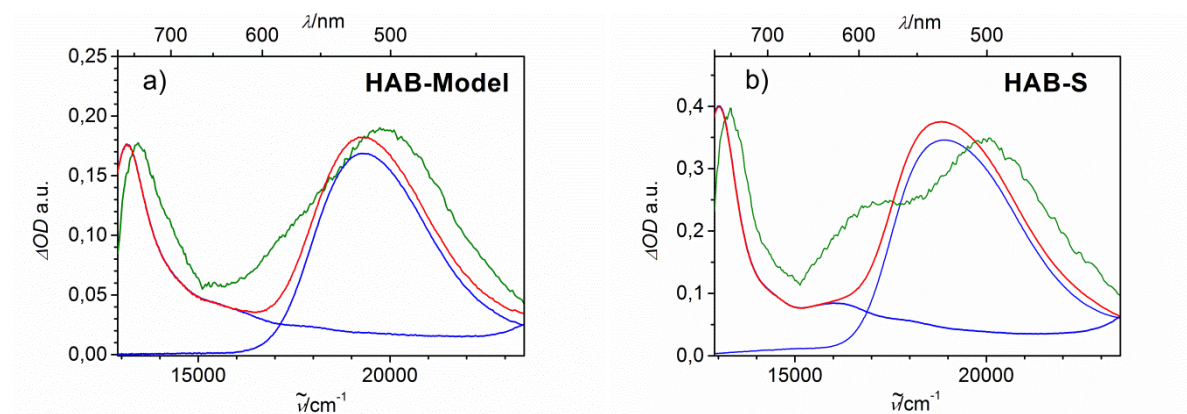 λ/nm
700 600 500
0,25
a) HAB-Model
0,20
0,15
0,10
0,05
0,00
ΔOD a.u.
15000 20000
ṽ/cm⁻¹
λ/nm
700 600 500
b) HAB-S
0,4
0,3
0,2
0,1
0,0
ΔOD a.u.
15000 20000
ṽ/cm⁻¹